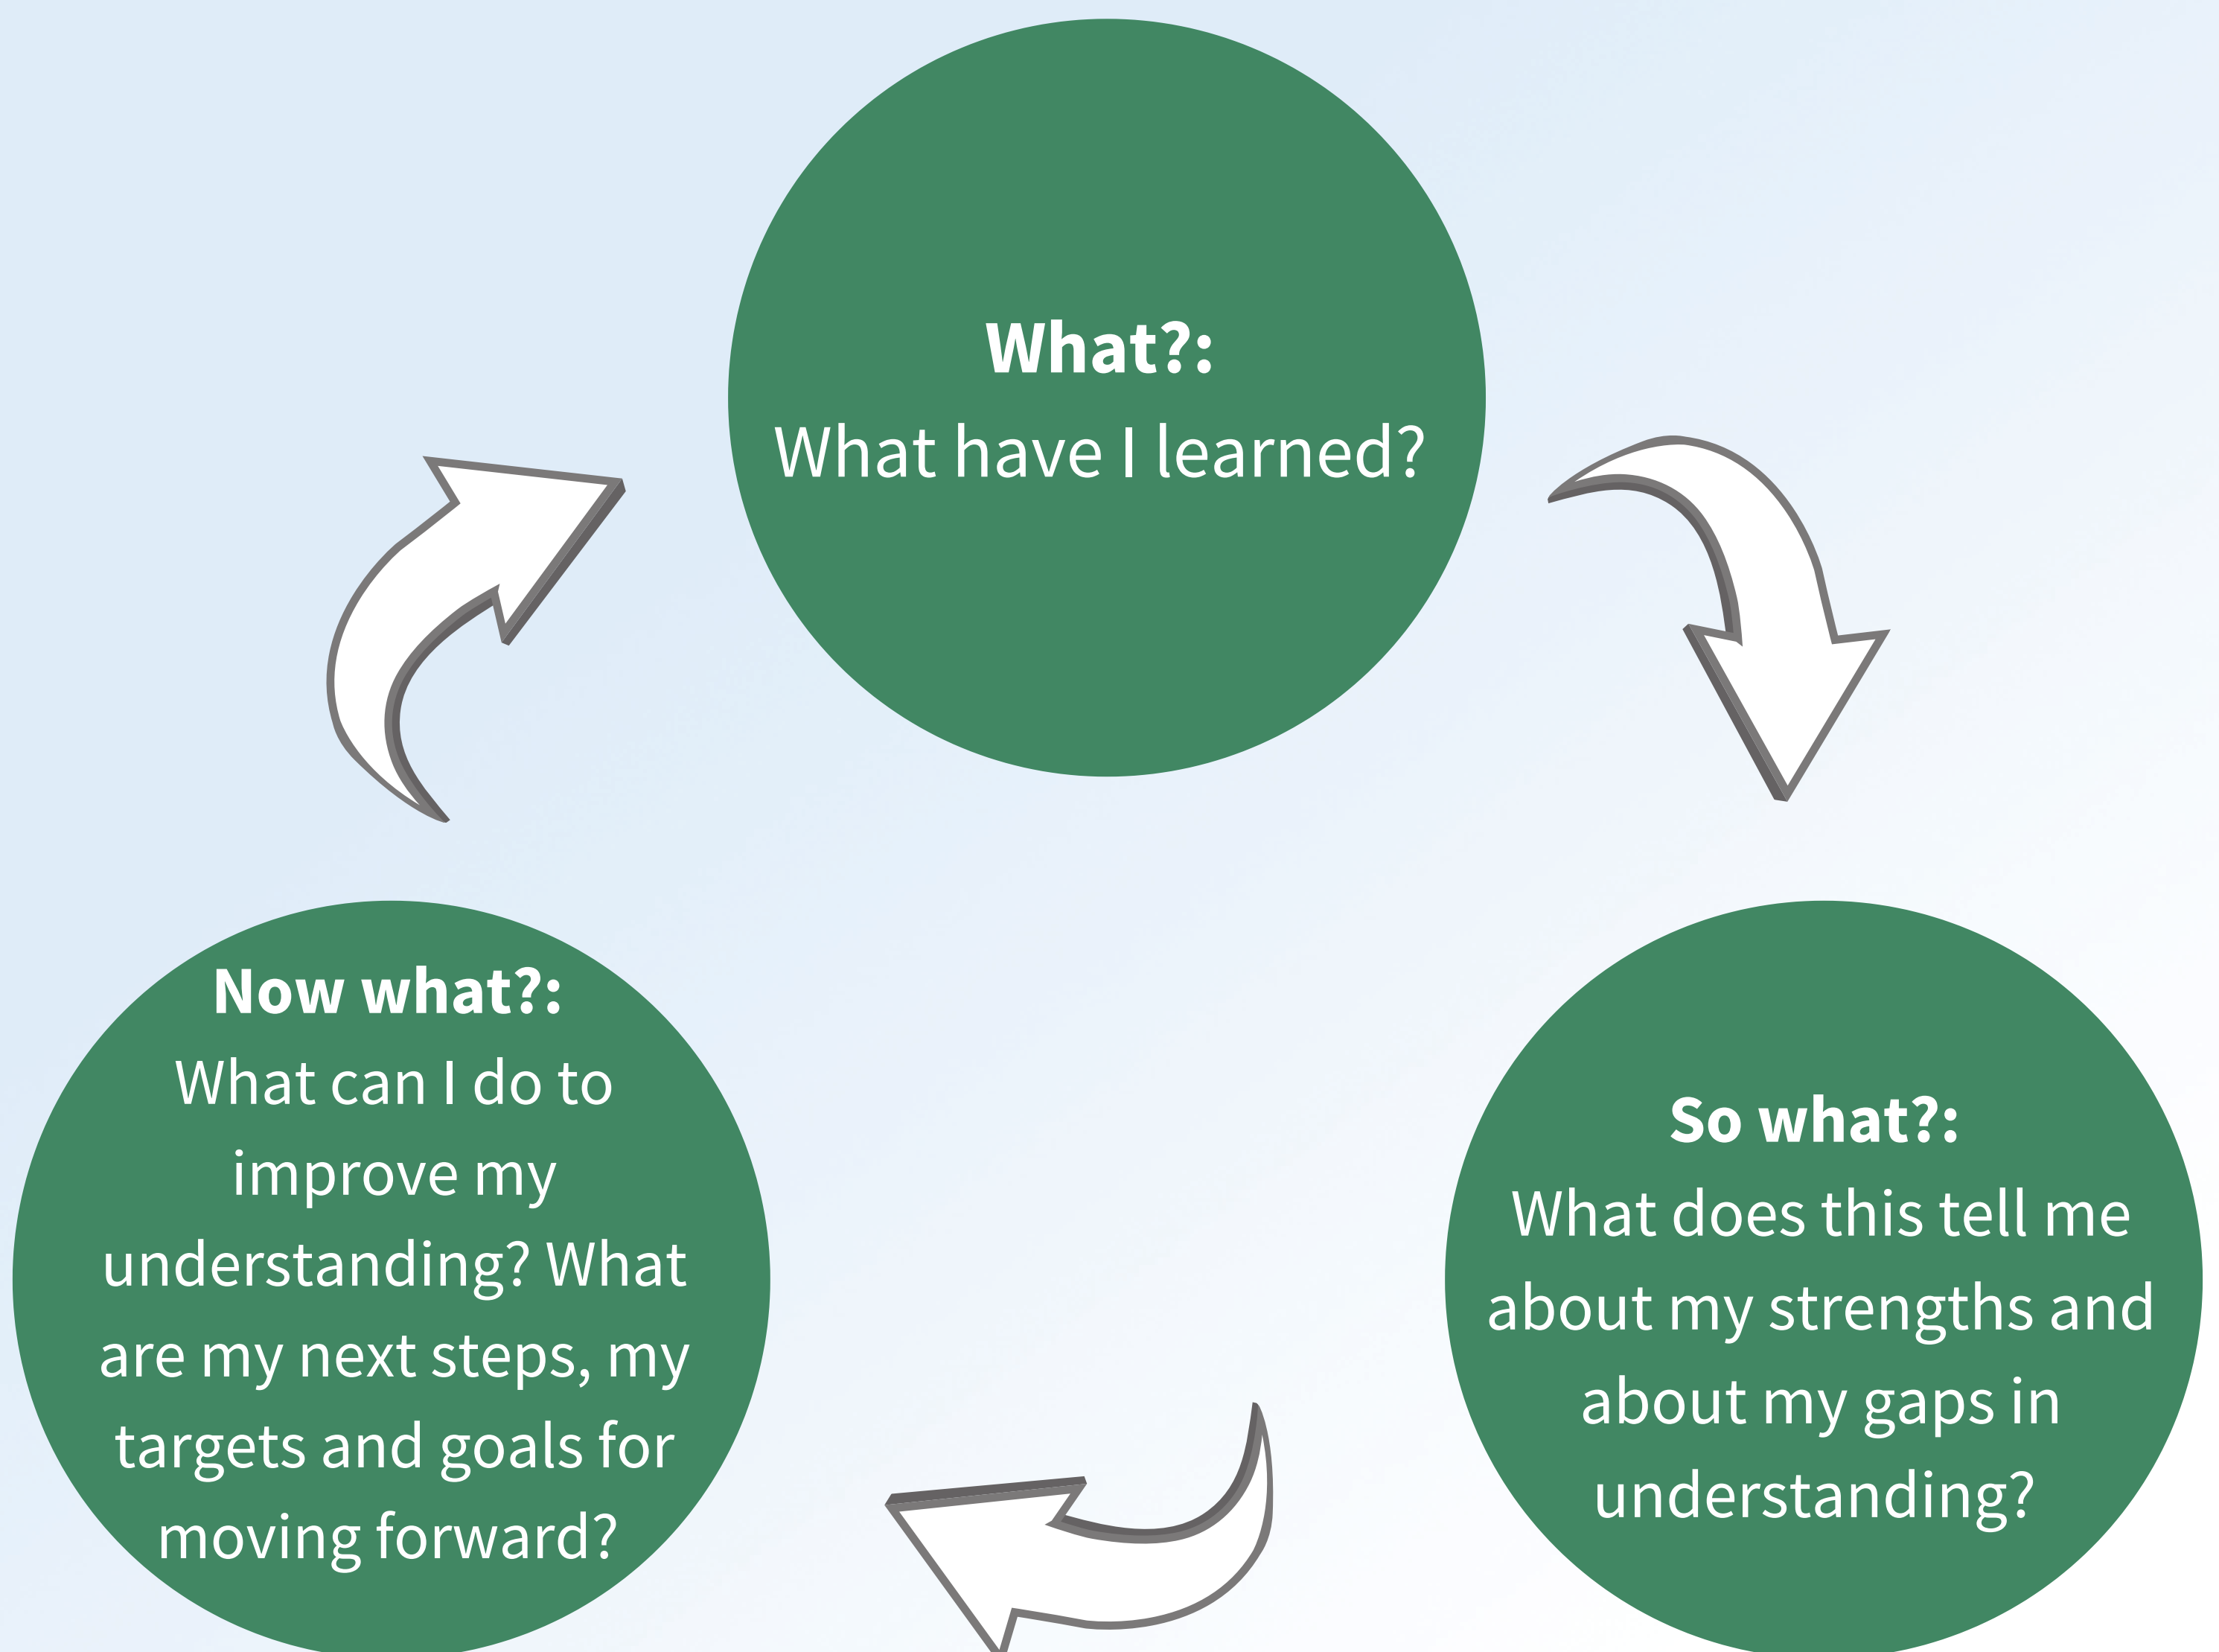 What?:
What have I learned?
So what?:
What does this tell me
about my strengths and
about my gaps in
understanding?
Now what?:
What can I do to
improve my
understanding? What
are my next steps, my
targets and goals for
moving forward?